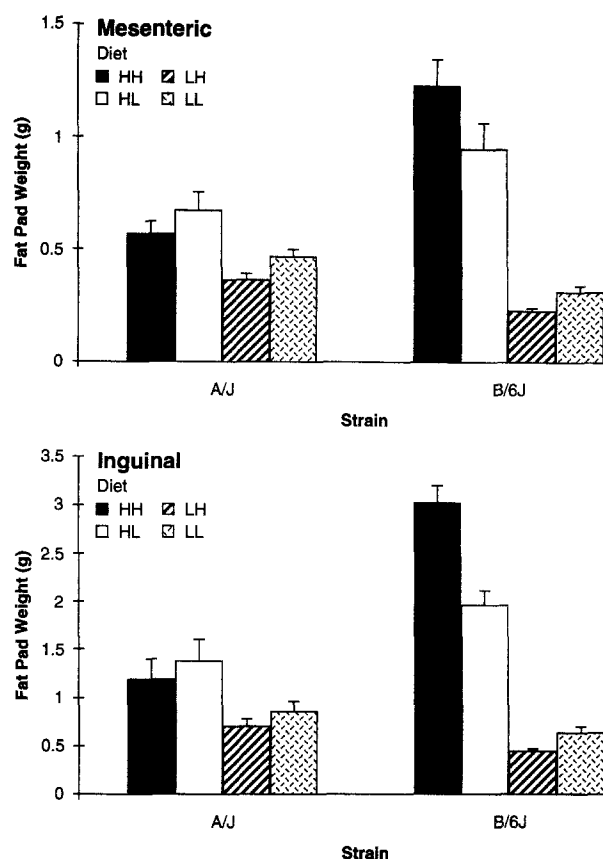 Mesenteric
Diet
HH LH
HL LL
Fat Pad Weight (g)
1.5
1
0.5
0
A/J B/6J
Strain
Inguinal
Diet
HH LH
HL LL
Fat Pad Weight (g)
3.5
3
2.5
2
1.5
1
0.5
0
A/J B/6J
Strain